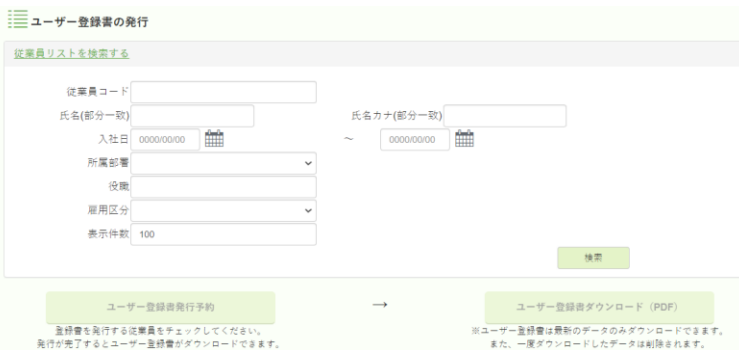 ユーザー登録書の発行
従業員リストを検索する
従業員コード
氏名(部分一致) 氏名カナ(部分一致)
入社日 0000/00/00 ～ 0000/00/00
所属部署
役職
雇用区分
表示件数 100
検索
ユーザー登録書発行予約 → ユーザー登録書ダウンロード（PDF）
登録書を発行する従業員をチェックしてください。 ※ユーザー登録書は最新のデータのみダウンロードできます。
発行が完了するとユーザー登録書がダウンロードできます。 また、一度ダウンロードしたデータは削除されます。